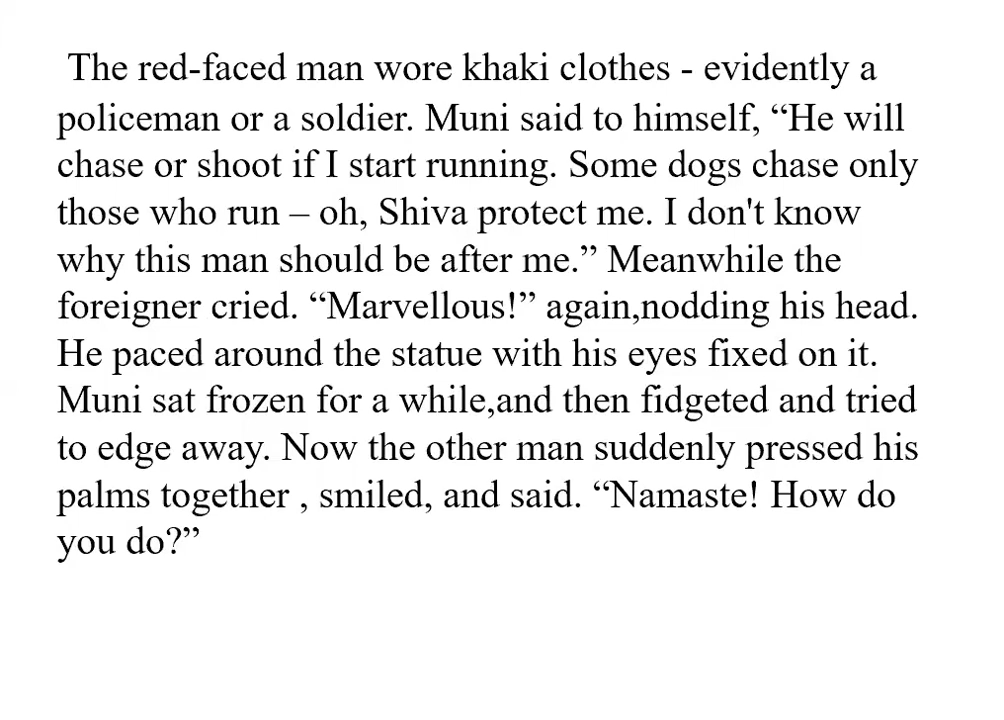 The red-faced man wore khaki clothes - evidently a
policeman or a soldier. Muni said to himself, “He will
chase or shoot if I start running. Some dogs chase only
those who run – oh, Shiva protect me. I don't know
why this man should be after me.” Meanwhile the
foreigner cried. “Marvellous!” again,nodding his head.
He paced around the statue with his eyes fixed on it.
Muni sat frozen for a while,and then fidgeted and tried
to edge away. Now the other man suddenly pressed his
palms together , smiled, and said. “Namaste! How do
you do?”